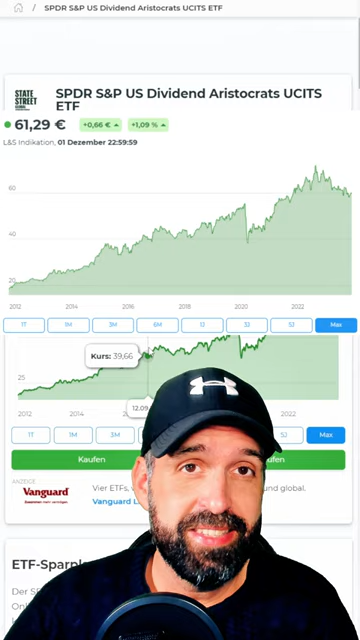 SPDR S&P US Dividend Aristocrats UCITS ETF
STATE STREET
SPDR S&P US Dividend Aristocrats UCITS
ETF
61,29 €
+0,66 €
+1,09 %
L&S Indikation, 01 Dezember 22:59:59
60
40
20
2012
2014
2016
2018
2020
2022
1T
1M
3M
6M
1J
3J
5J
Max
Kurs: 39,66
25
2012
2014
2022
12.09
1T
1M
3M
5J
Max
Kaufen
ANZEIGE
Vanguard
Vier ETFs,
und global.
Vanguard
ETF-Sparpl
Der S&
Onl